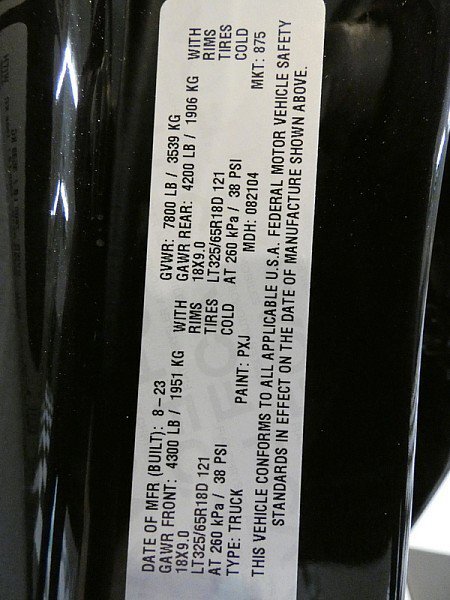 DATE OF MFR (BUILT): 8-23 GVWR: 7800 LB / 3539 KG
GAWR FRONT: 4300 LB / 1951 KG WITH GAWR REAR: 4200 LB / 1906 KG WITH
18X9.0 RIMS 18X9.0 RIMS
LT325/65R18D 121 TIRES LT325/65R18D 121 TIRES
AT 260 kPa / 38 PSI COLD AT 260 kPa / 38 PSI COLD
TYPE: TRUCK PAINT: PXJ MDH: 082104 MKT: 875
THIS VEHICLE CONFORMS TO ALL APPLICABLE U.S.A. FEDERAL MOTOR VEHICLE SAFETY
STANDARDS IN EFFECT ON THE DATE OF MANUFACTURE SHOWN ABOVE.